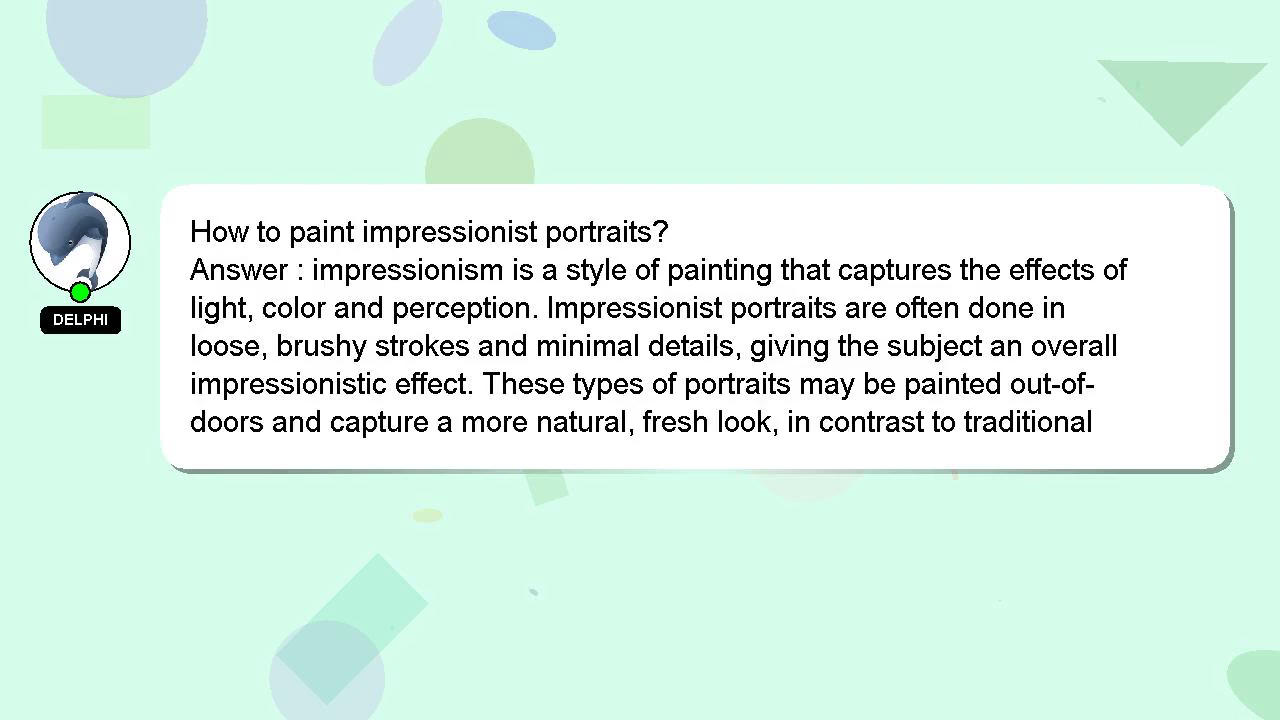 How to paint impressionist portraits?
Answer : impressionism is a style of painting that captures the effects of
light, color and perception. Impressionist portraits are often done in
loose, brushy strokes and minimal details, giving the subject an overall
impressionistic effect. These types of portraits may be painted out-of-
doors and capture a more natural, fresh look, in contrast to traditional
DELPHI